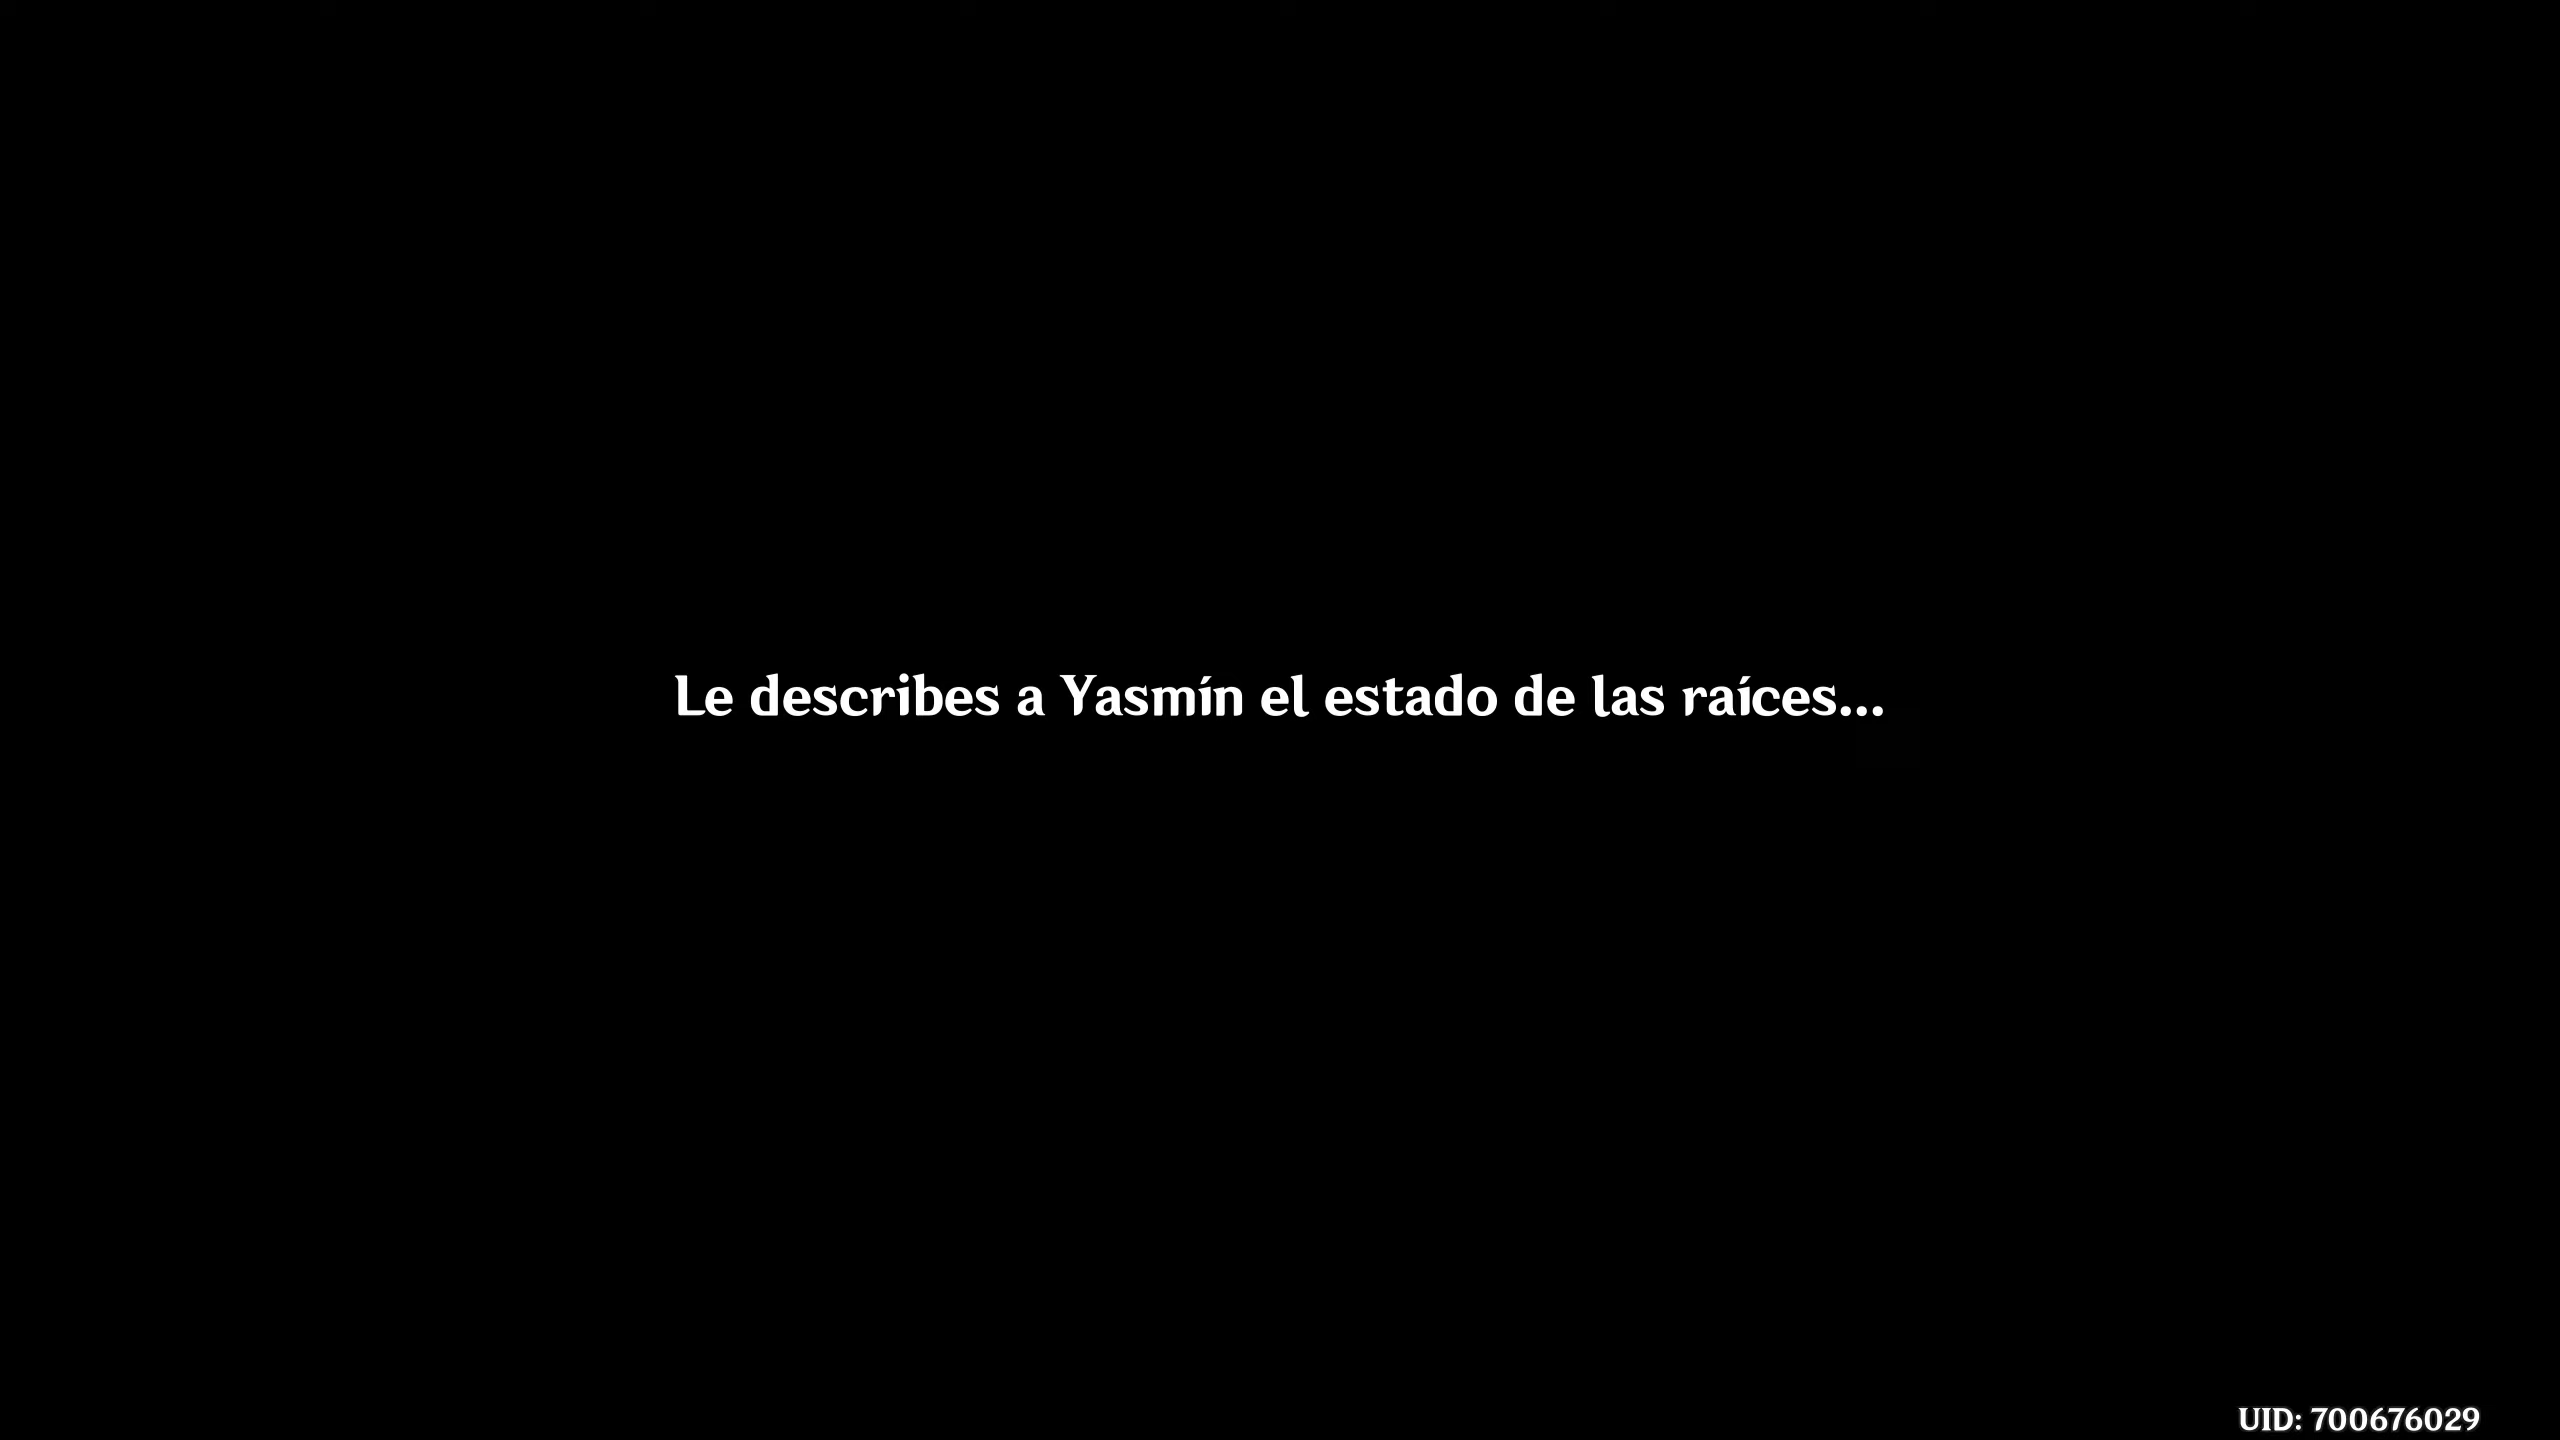 Le describes a Yasmín el estado de las raíces...
UID: 700676029